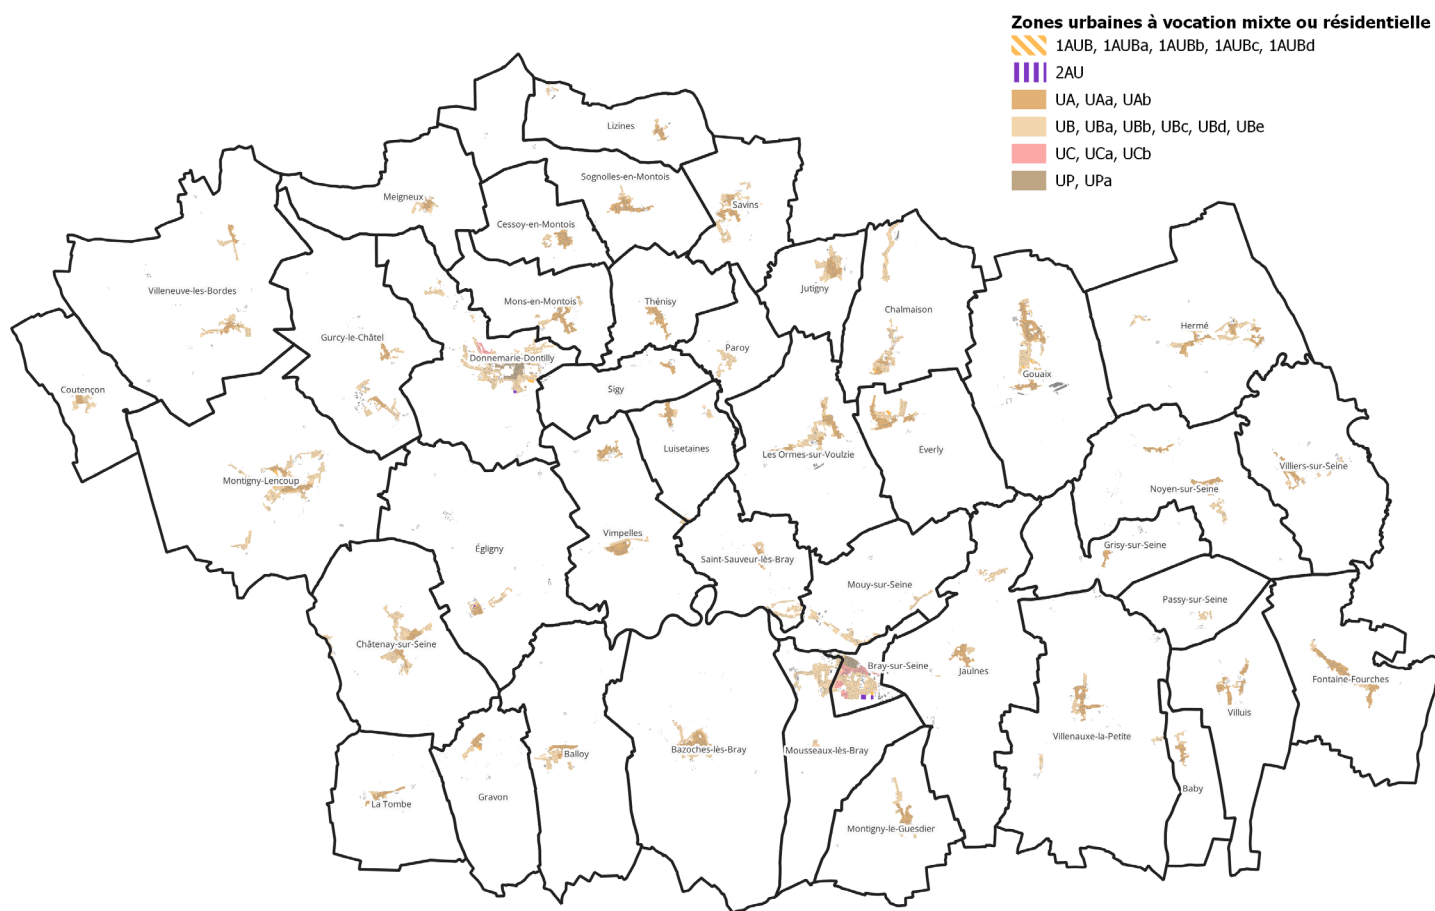 Zones urbaines à vocation mixte ou résidentielle
1AUB, 1AUBa, 1AUBb, 1AUBc, 1AUBd
2AU
UA, UAa, UAb
UB, UBa, UBb, UBc, UBd, UBe
UC, UCa, UCb
UP, UPa
Lizines
Sognolles-en-Montois
Meigneux
Savins
Cessoy-en-Montois
Villeneuve-les-Bordes
Jutigny
Mons-en-Montois
Thénisy
Chalmaison
Hermé
Gurcy-le-Châtel
Paroy
Donnemarie-Dontilly
Gouaix
Coutençon
Sigy
Luisetaines
Everly
Les Ormes-sur-Voulzie
Villiers-sur-Seine
Montigny-Lencoup
Noyen-sur-Seine
Vimpelles
Égligny
Grisy-sur-Seine
Saint-Sauveur-lès-Bray
Mouy-sur-Seine
Passy-sur-Seine
Châtenay-sur-Seine
Bray-sur-Seine
Jaulnes
Fontaine-Fourches
Villuis
Villenauxe-la-Petite
Bazoches-lès-Bray
Mousseaux-lès-Bray
Balloy
Baby
Gravon
La Tombe
Montigny-le-Guesdier